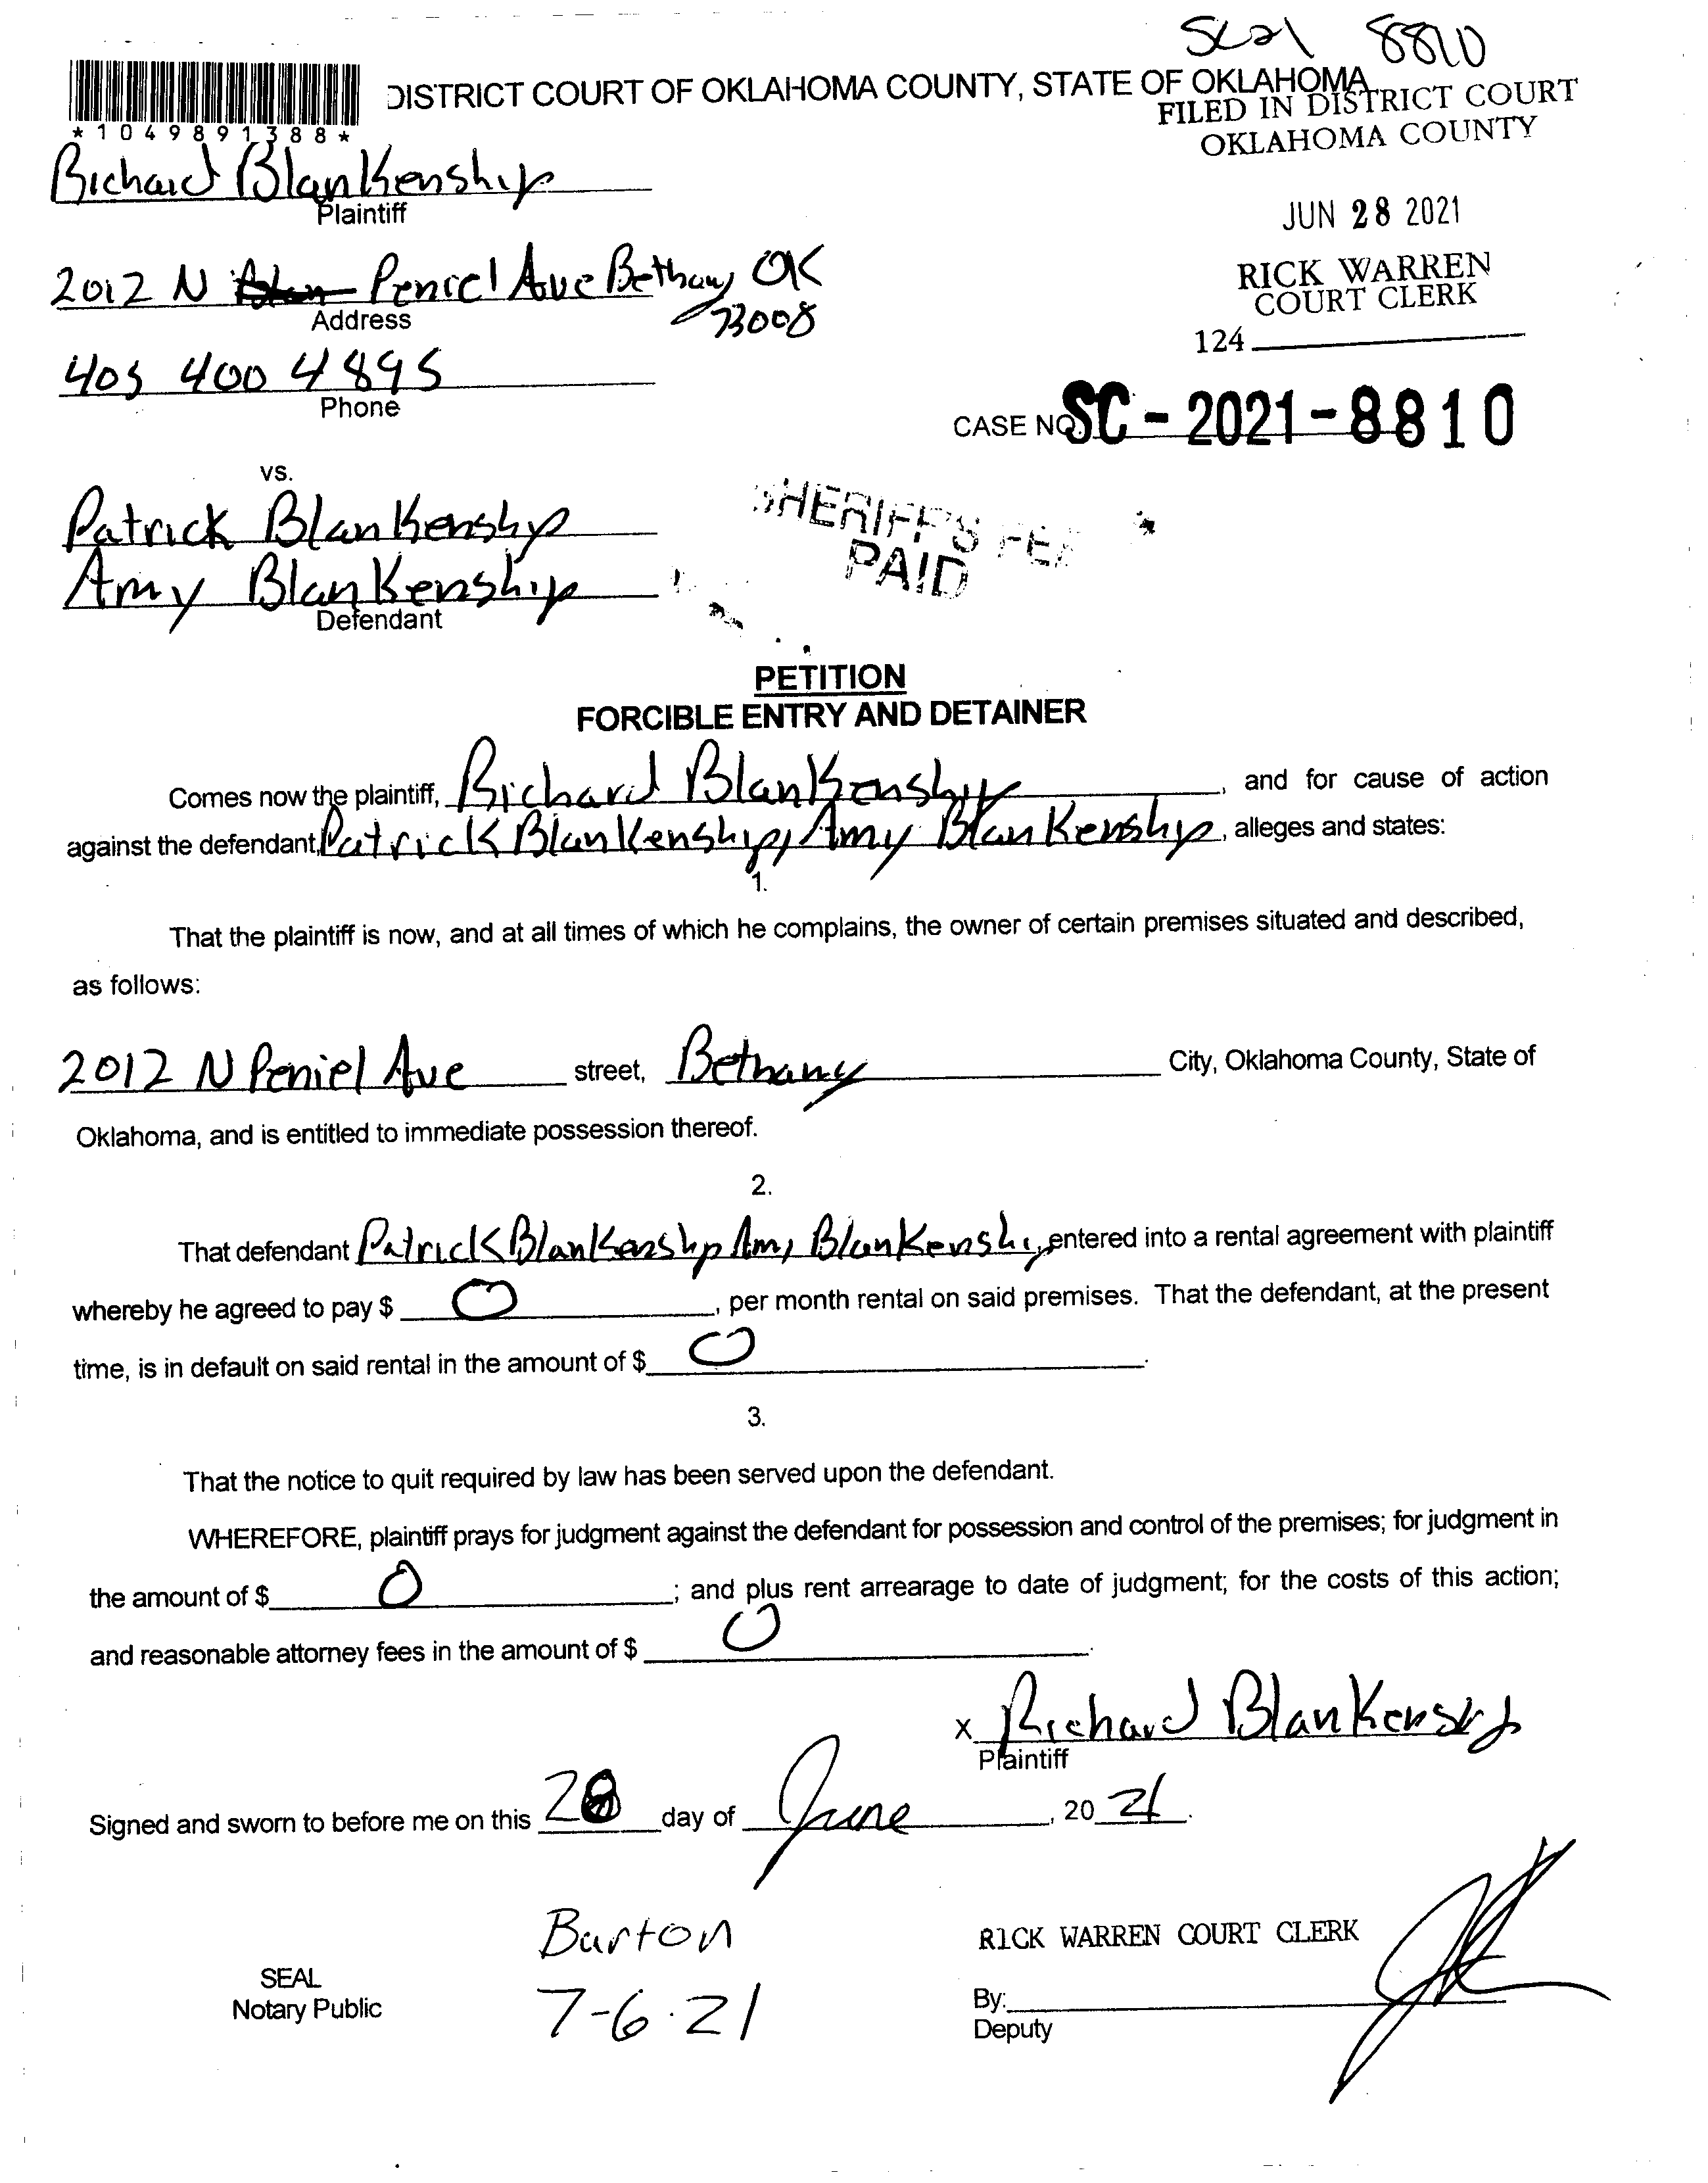 SC21 8810
DISTRICT COURT OF OKLAHOMA COUNTY, STATE OF OKLAHOMA
FILED IN DISTRICT COURT
OKLAHOMA COUNTY
*1049891388*
Richard Blankenship
Plaintiff
JUN 28 2021
2012 N Peniel Ave Bethany OK
73008
Address
RICK WARREN
COURT CLERK
124
405 400 4895
Phone
CASE NO. SC-2021-8810
vs.
Patrick Blankenship
Amy Blankenship
Defendant
SHERIFF'S FEE
PAID
PETITION
FORCIBLE ENTRY AND DETAINER
Comes now the plaintiff, Richard Blankenship, and for cause of action
against the defendant, Patrick Blankenship, Amy Blankenship, alleges and states:
1.
That the plaintiff is now, and at all times of which he complains, the owner of certain premises situated and described,
as follows:
2012 N Peniel Ave street, Bethany City, Oklahoma County, State of
Oklahoma, and is entitled to immediate possession thereof.
2.
That defendant Patrick Blankenship Amy Blankenship, entered into a rental agreement with plaintiff
whereby he agreed to pay $ 0, per month rental on said premises. That the defendant, at the present
time, is in default on said rental in the amount of $ 0.
3.
That the notice to quit required by law has been served upon the defendant.
WHEREFORE, plaintiff prays for judgment against the defendant for possession and control of the premises; for judgment in
the amount of $ 0; and plus rent arrearage to date of judgment; for the costs of this action;
and reasonable attorney fees in the amount of $ 0.
x Richard Blankenship
Plaintiff
Signed and sworn to before me on this 28 day of June, 2021.
Burton
7-6-21
SEAL
Notary Public
RICK WARREN COURT CLERK
By:
Deputy